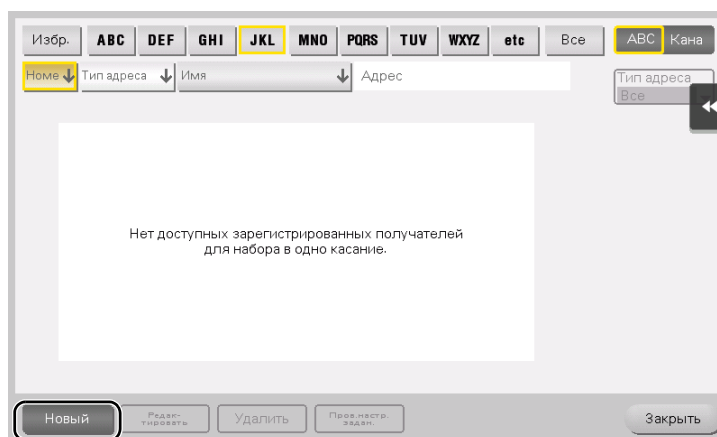 Избр. ABC DEF GHI JKL MNO PQRS TUV WXYZ etc Все ABC Кана
Номе Тип адреса Имя Адрес
Тип адреса
Все
Нет доступных зарегистрированных получателей
для набора в одно касание.
Новый Редак-
тировать Удалить Пров.настр.
задан. Закрыть